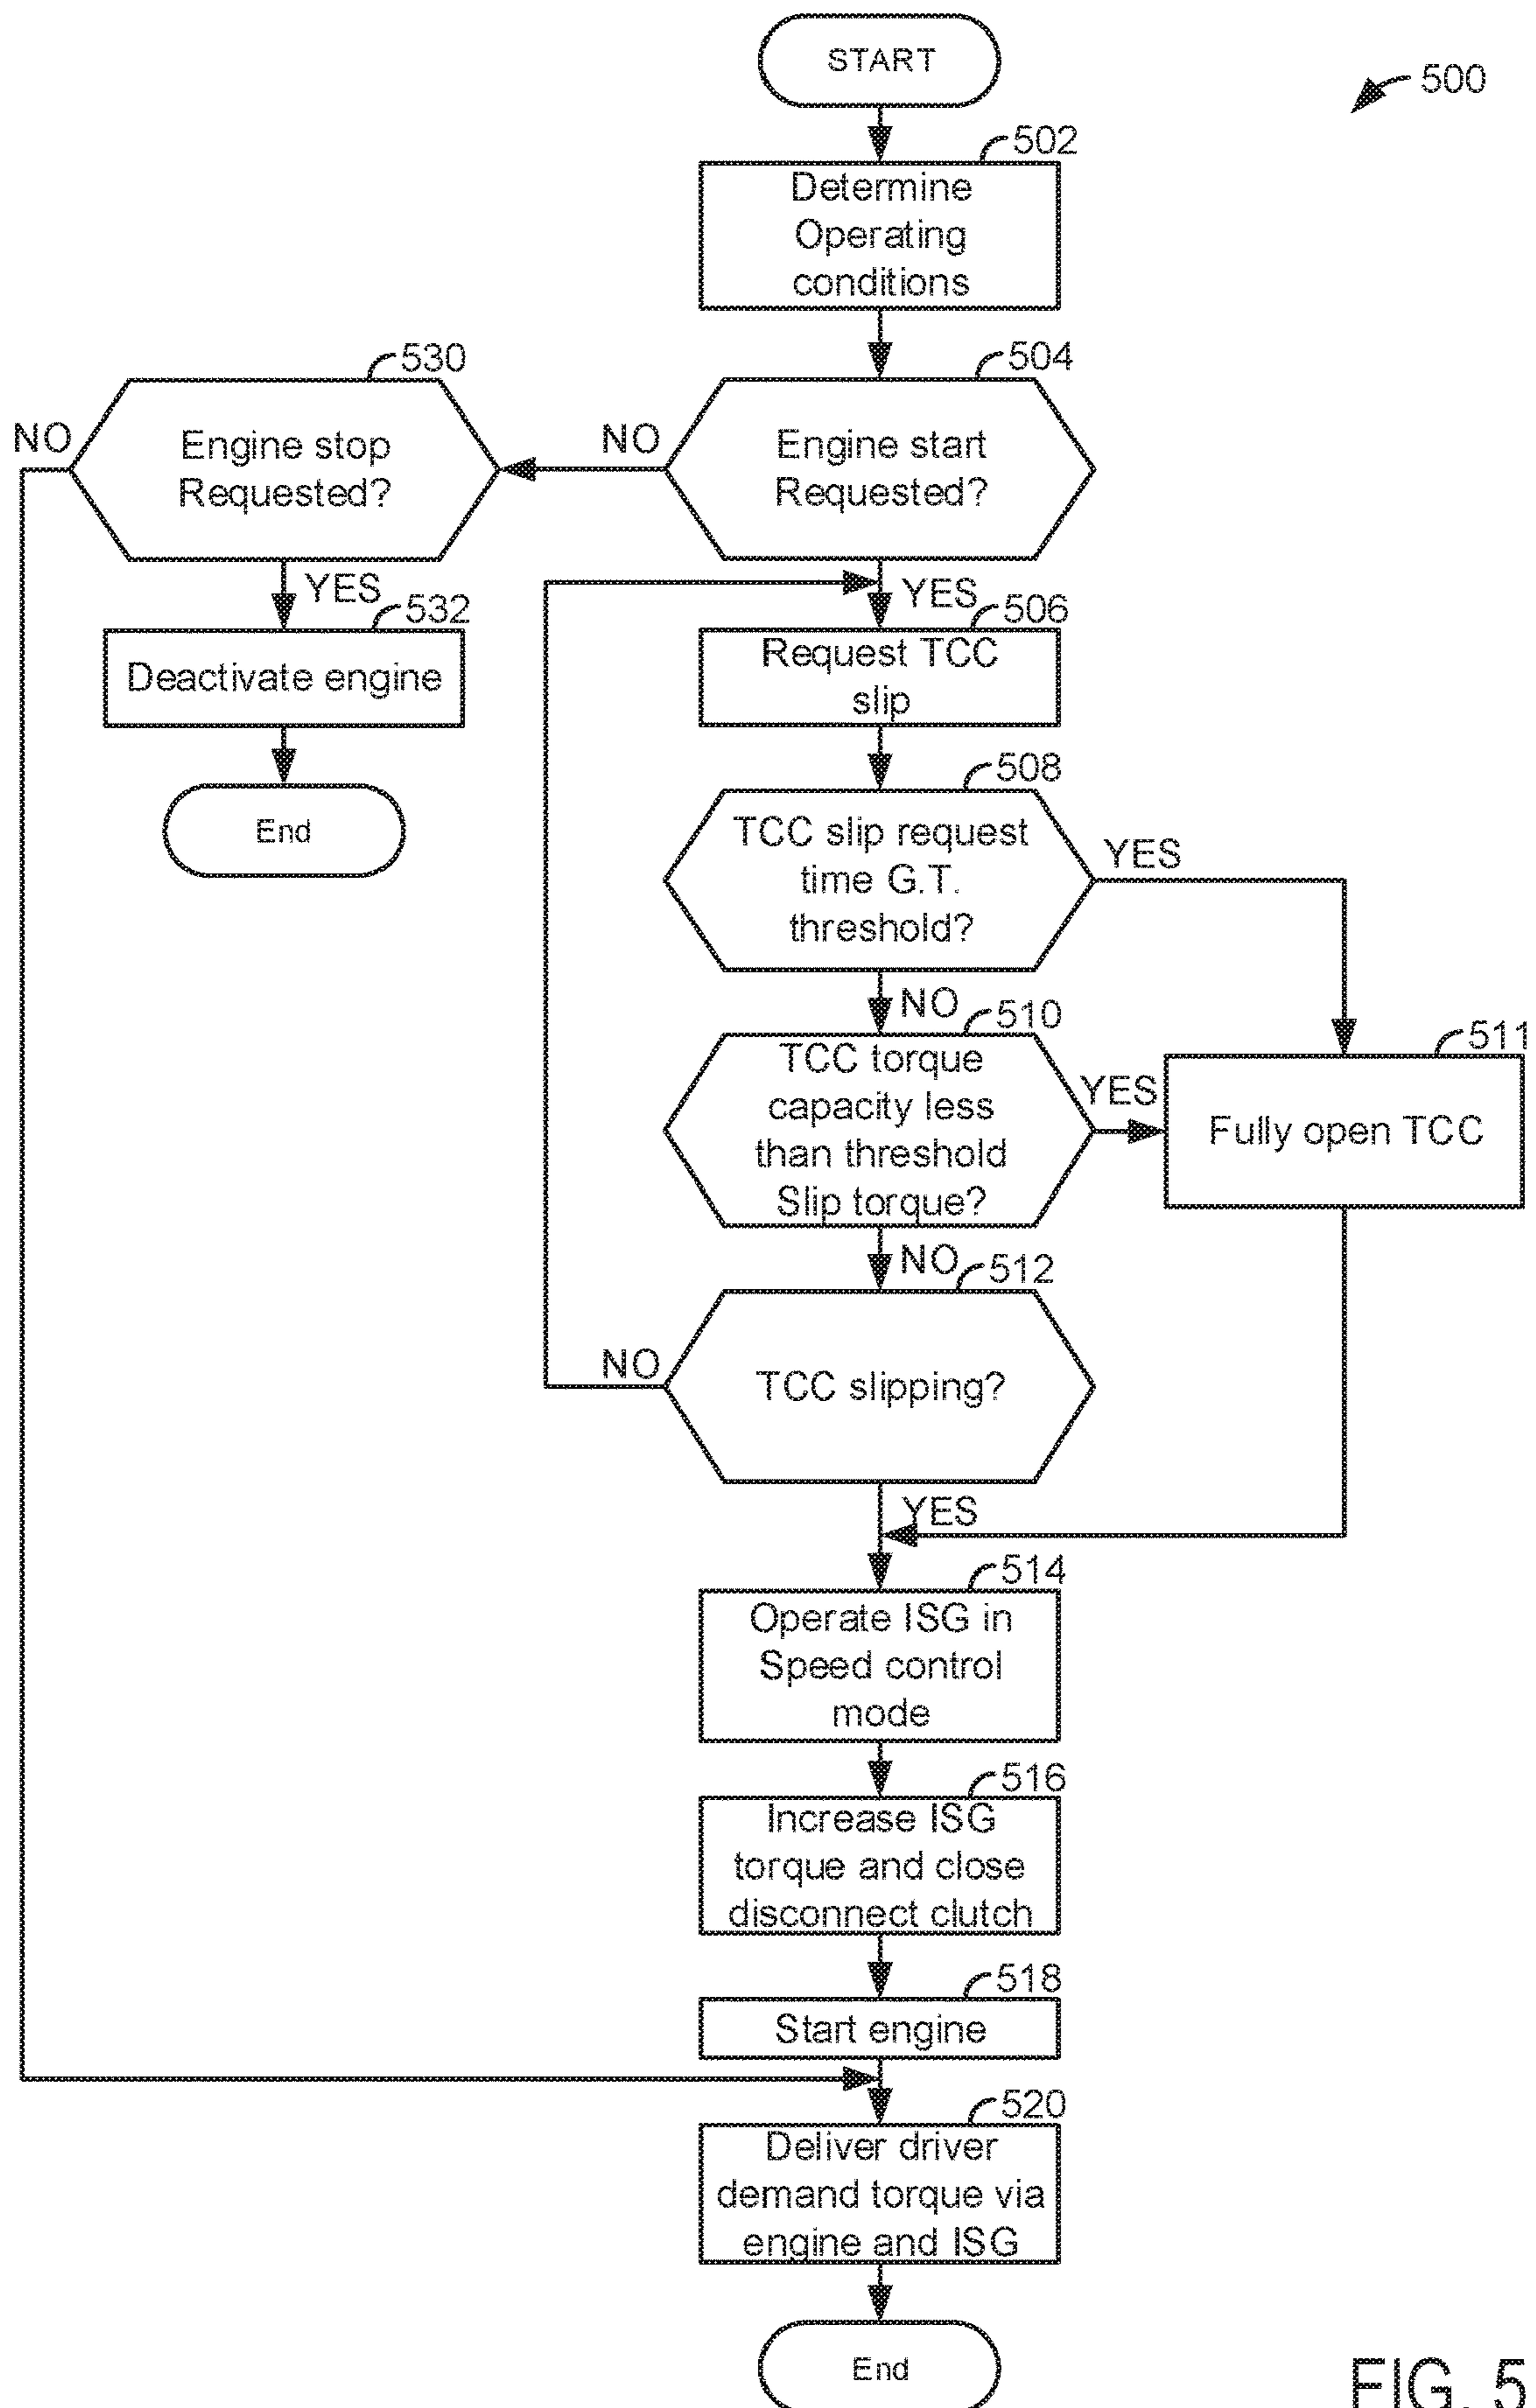 START
500
502
Determine
Operating
conditions
530
504
NO
Engine stop
Requested?
NO
Engine start
Requested?
YES
532
Deactivate engine
End
YES
506
Request TCC
slip
508
TCC slip request
time G.T.
threshold?
YES
NO
510
TCC torque
capacity less
than threshold
Slip torque?
YES
511
Fully open TCC
NO
512
NO
TCC slipping?
YES
514
Operate ISG in
Speed control
mode
516
Increase ISG
torque and close
disconnect clutch
518
Start engine
520
Deliver driver
demand torque via
engine and ISG
End
FIG. 5